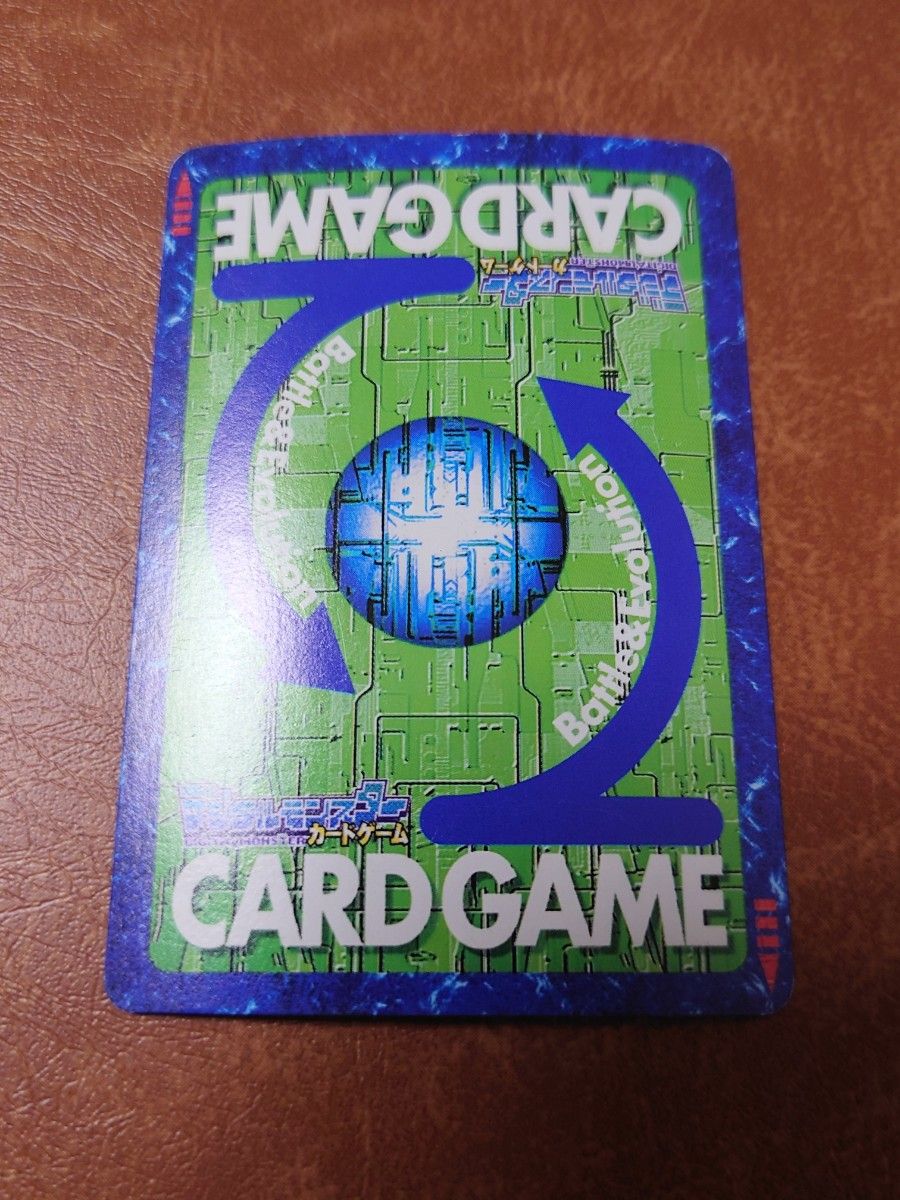 CARD GAME
デジタルモンスター
DIGITAL MONSTER
カードゲーム
Battle&Evolution
Battle&Evolution
デジタルモンスター
DIGITAL MONSTER カードゲーム
CARD GAME